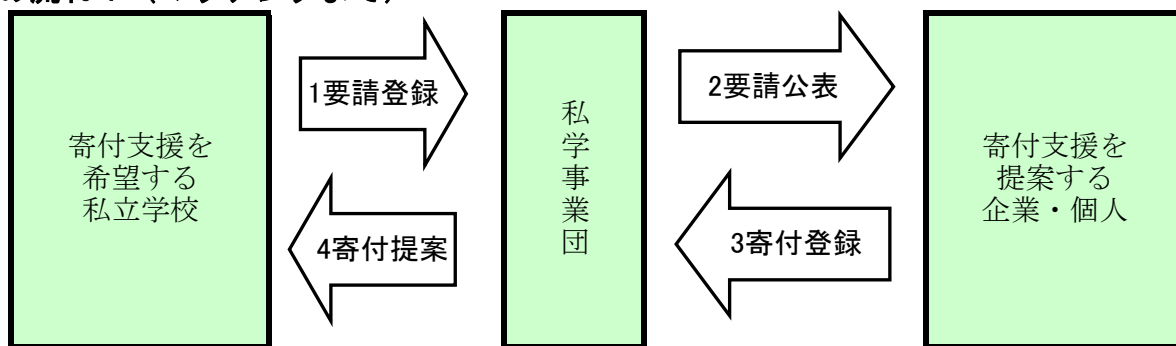 寄付支援を
希望する
私立学校
1要請登録
4寄付提案
私学事業団
2要請公表
3寄付登録
寄付支援を
提案する
企業・個人